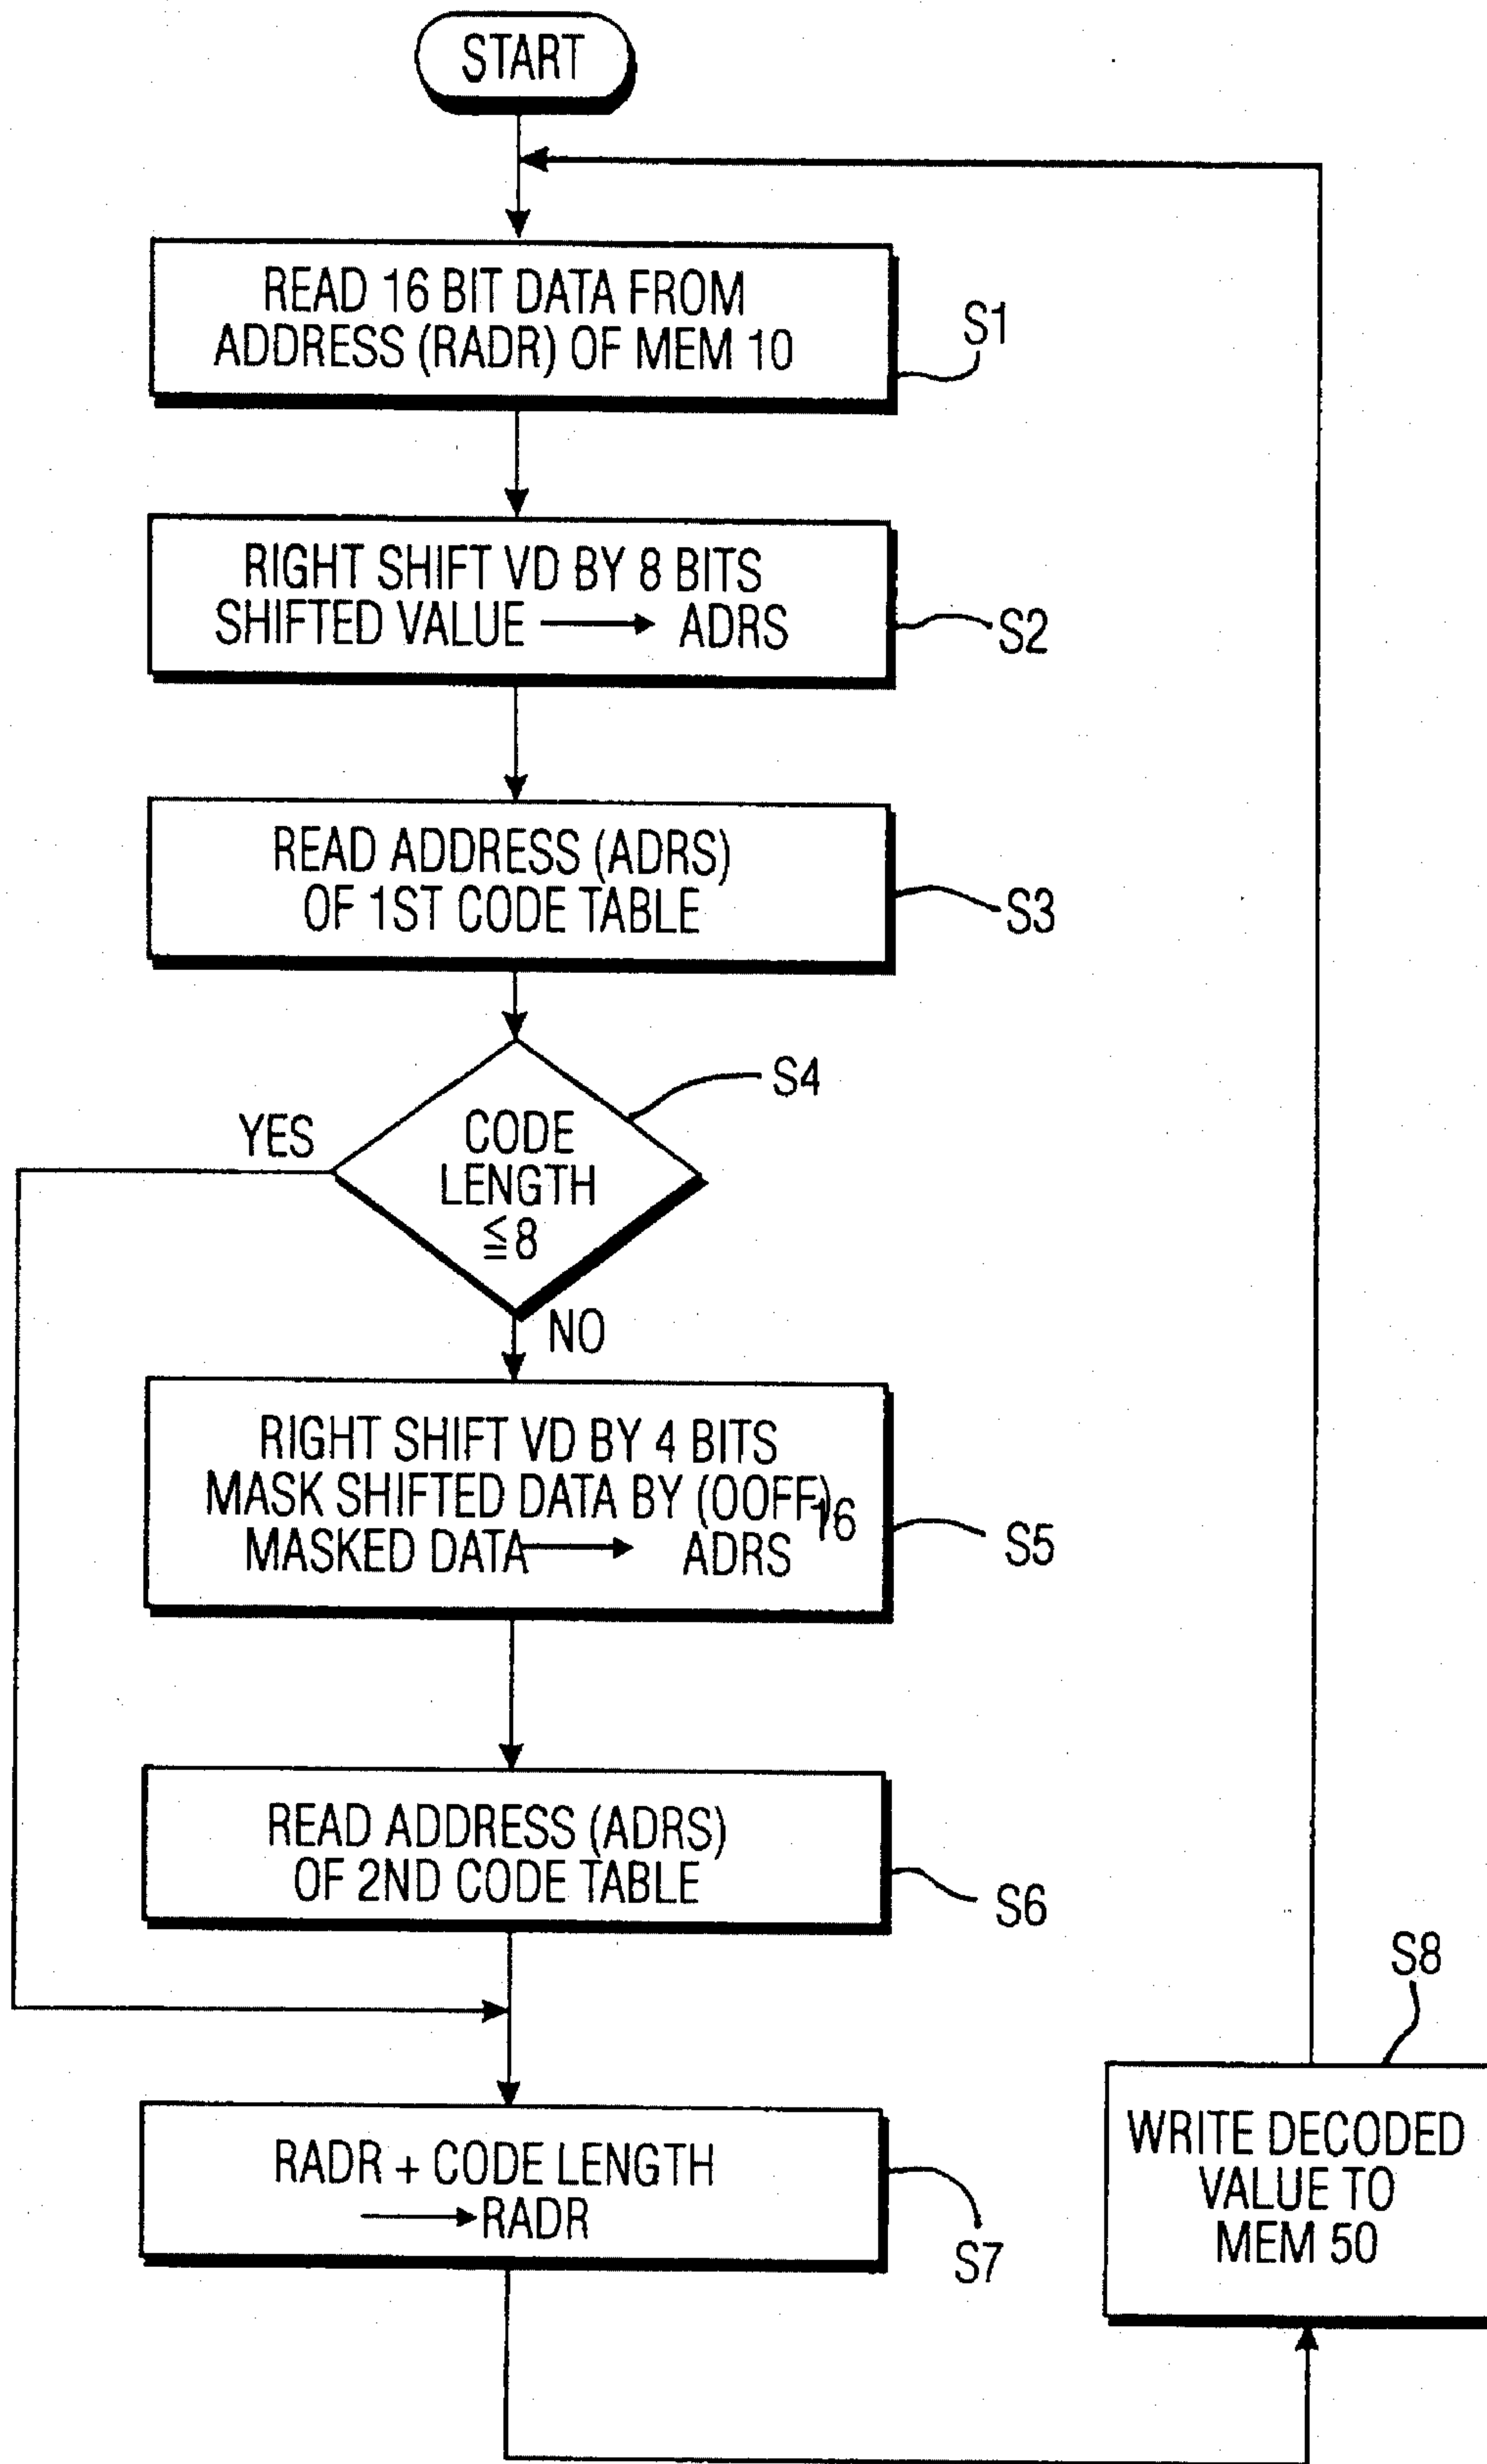 START
READ 16 BIT DATA FROM
ADDRESS (RADR) OF MEM 10
S1
RIGHT SHIFT VD BY 8 BITS
SHIFTED VALUE → ADRS
S2
READ ADDRESS (ADRS)
OF 1ST CODE TABLE
S3
S4
YES
CODE
LENGTH
≦8
NO
RIGHT SHIFT VD BY 4 BITS
MASK SHIFTED DATA BY (00FF)16
MASKED DATA → ADRS
S5
READ ADDRESS (ADRS)
OF 2ND CODE TABLE
S6
RADR + CODE LENGTH
→ RADR
S7
S8
WRITE DECODED
VALUE TO
MEM 50